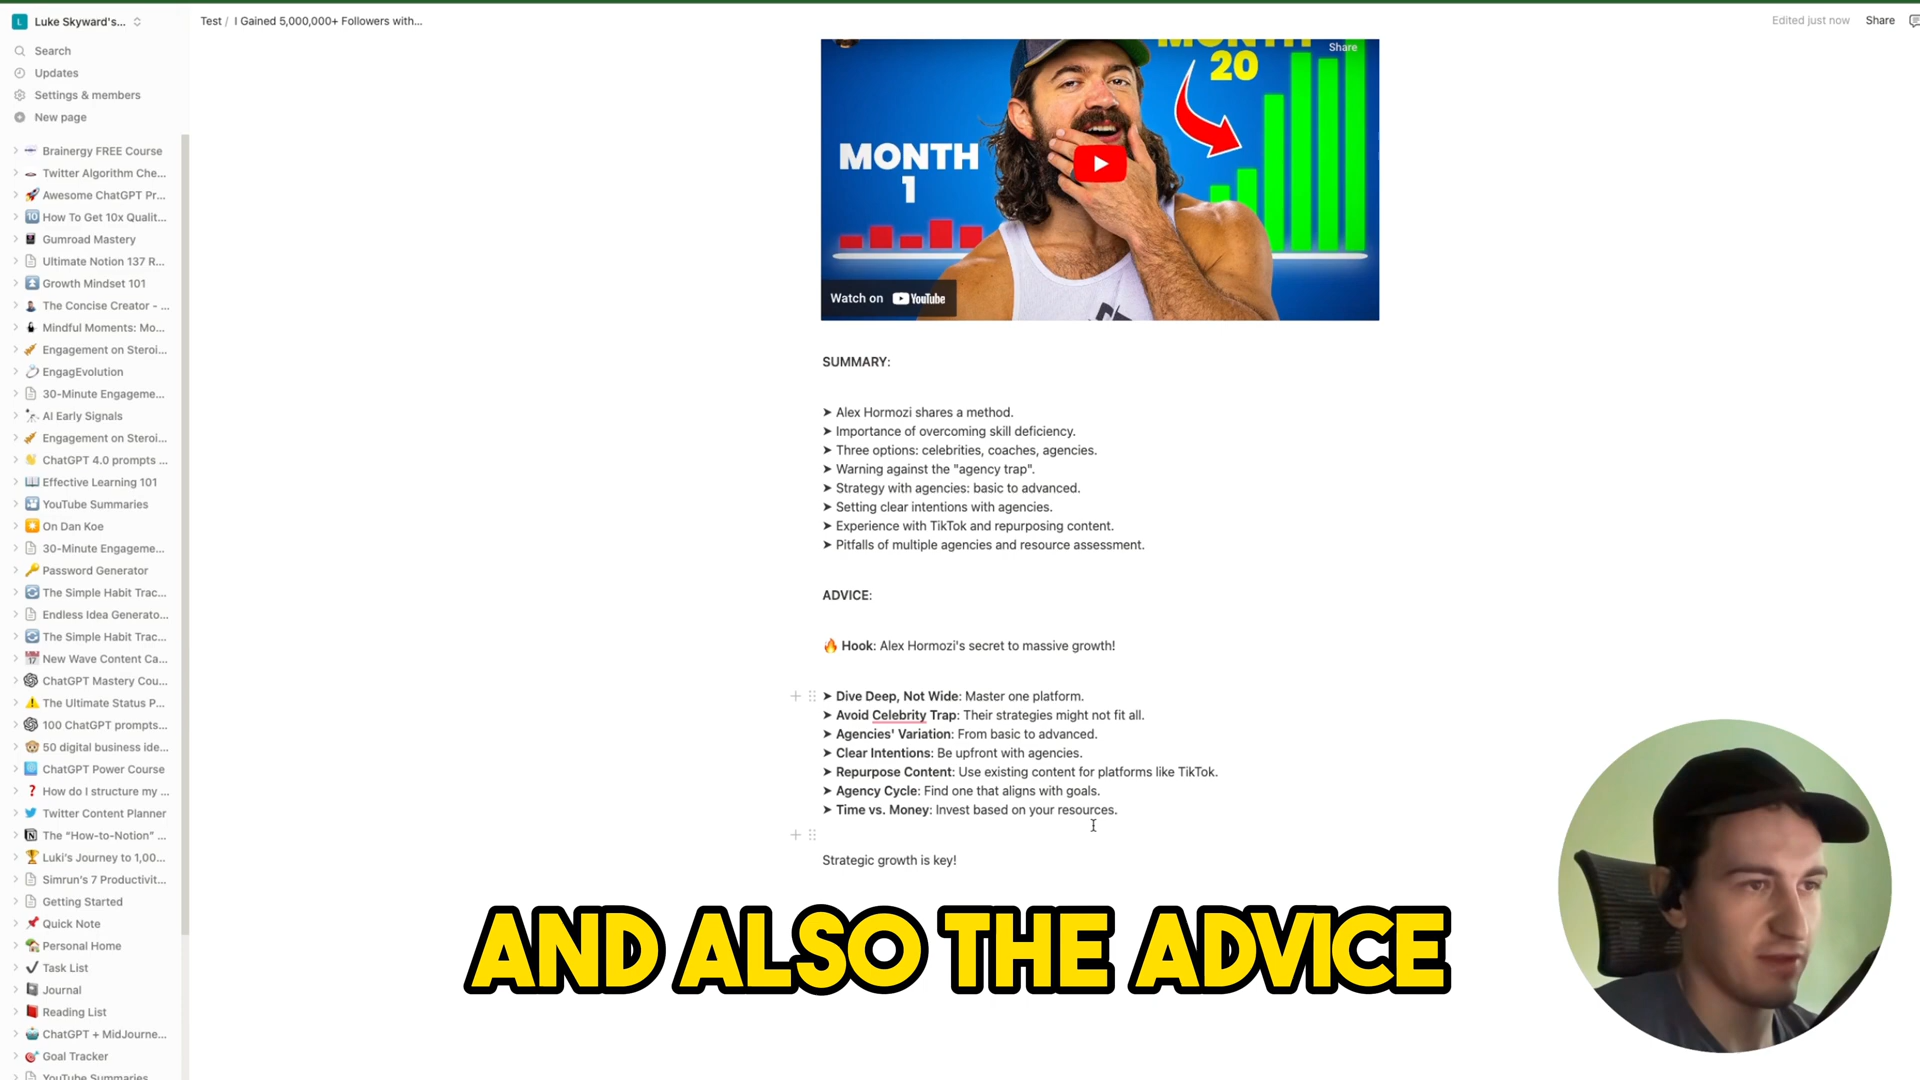 L Luke Skyward's...
Test / I Gained 5,000,000+ Followers with...
Edited just now
Share
Search
Updates
Settings & members
New page
Brainergy FREE Course
Twitter Algorithm Che...
Awesome ChatGPT Pr...
How To Get 10x Qualit...
Gumroad Mastery
Ultimate Notion 137 R...
Growth Mindset 101
The Concise Creator - ...
Mindful Moments: Mo...
Engagement on Steroi...
EngagEvolution
30-Minute Engageme...
AI Early Signals
Engagement on Steroi...
ChatGPT 4.0 prompts ...
Effective Learning 101
YouTube Summaries
On Dan Koe
30-Minute Engageme...
Password Generator
The Simple Habit Trac...
Endless Idea Generato...
The Simple Habit Trac...
New Wave Content Ca...
ChatGPT Mastery Cou...
The Ultimate Status P...
100 ChatGPT prompts...
50 digital business ide...
ChatGPT Power Course
How do I structure my ...
Twitter Content Planner
The "How-to-Notion" ...
Luki's Journey to 1,00...
Simrun's 7 Productivit...
Getting Started
Quick Note
Personal Home
Task List
Journal
Reading List
ChatGPT + MidJourne...
Goal Tracker
YouTube Summaries
MONTH
20
Share
MONTH
1
Watch on YouTube
SUMMARY:
➤ Alex Hormozi shares a method.
➤ Importance of overcoming skill deficiency.
➤ Three options: celebrities, coaches, agencies.
➤ Warning against the "agency trap".
➤ Strategy with agencies: basic to advanced.
➤ Setting clear intentions with agencies.
➤ Experience with TikTok and repurposing content.
➤ Pitfalls of multiple agencies and resource assessment.
ADVICE:
🔥 Hook: Alex Hormozi's secret to massive growth!
➤ Dive Deep, Not Wide: Master one platform.
➤ Avoid Celebrity Trap: Their strategies might not fit all.
➤ Agencies' Variation: From basic to advanced.
➤ Clear Intentions: Be upfront with agencies.
➤ Repurpose Content: Use existing content for platforms like TikTok.
➤ Agency Cycle: Find one that aligns with goals.
➤ Time vs. Money: Invest based on your resources.
Strategic growth is key!
AND ALSO THE ADVICE